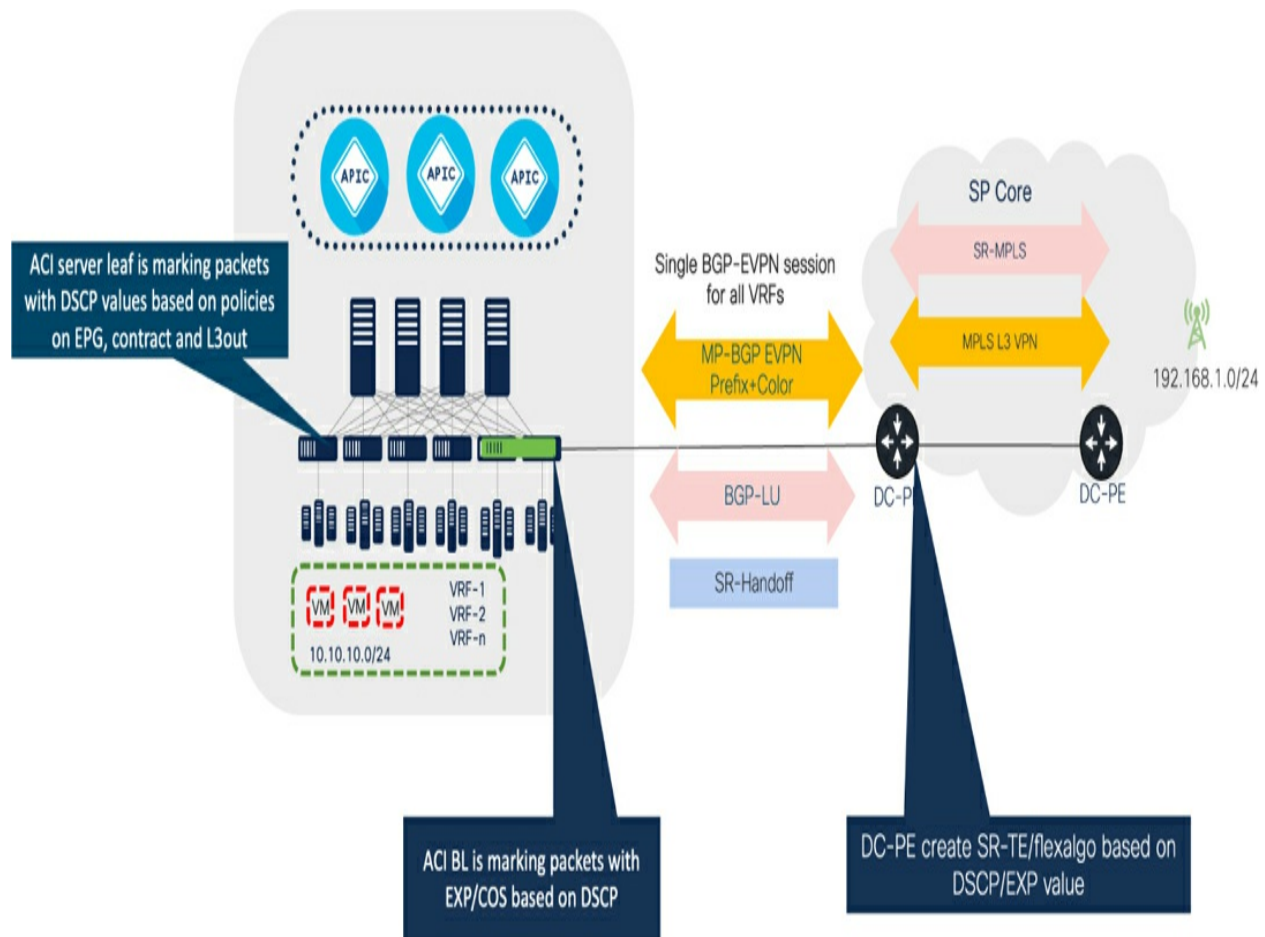 APIC
APIC
APIC
ACI server leaf is marking packets
with DSCP values based on policies
on EPG, contract and L3out
Single BGP-EVPN session
for all VRFs
MP-BGP EVPN
Prefix+Color
BGP-LU
SR-Handoff
SP Core
SR-MPLS
MPLS L3 VPN
192.168.1.0/24
DC-P
DC-PE
VM
VM
VM
VRF-1
VRF-2
VRF-n
10.10.10.0/24
ACI BL is marking packets with
EXP/COS based on DSCP
DC-PE create SR-TE/flexalgo based on
DSCP/EXP value